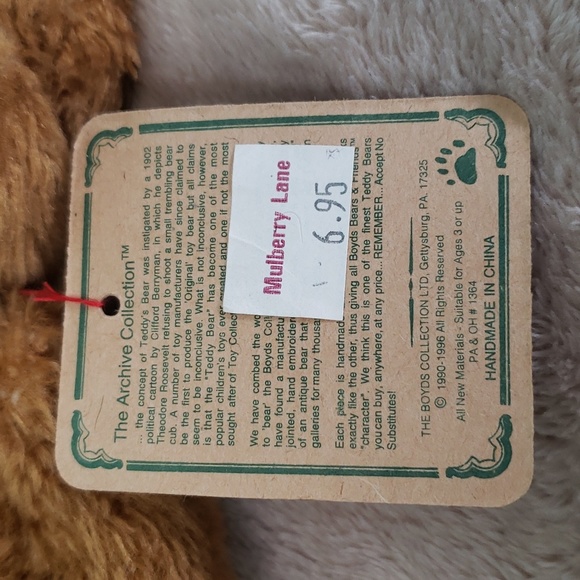 The Archive Collection™
... the concept of Teddy's Bear was instigated by a 1902
political cartoon by Clifford Berryman, in which he depicts
Theodore Roosevelt refusing to shoot a small trembling bear
cub. A number of toy manufacturers have since claimed to
be the first to produce the 'Original' toy bear but all claims
seem to be inconclusive. What is not inconclusive, however,
is that the "Teddy Bear" has become one of the most
popular children's toys ever created and one if not the most
sought after of Toy Collec
We have combed the wo
to 'bear' the Boyds Coll
have found manufactur
jointed, hand embroider
of an antique bear that
galleries for many thousan
Each piece is handmad
exactly like the other, thus giving all Boyds Bears & Friends™
"character". We think this is one of the finest Teddy Bears
you can buy, anywhere, at any price... REMEMBER... Accept No
Substitutes!
Mulberry Lane
6.95
THE BOYDS COLLECTION LTD, Gettysburg, PA. 17325
© 1990-1996 All Rights Reserved
All New Materials - Suitable for Ages 3 or up
PA & OH # 1364
HANDMADE IN CHINA